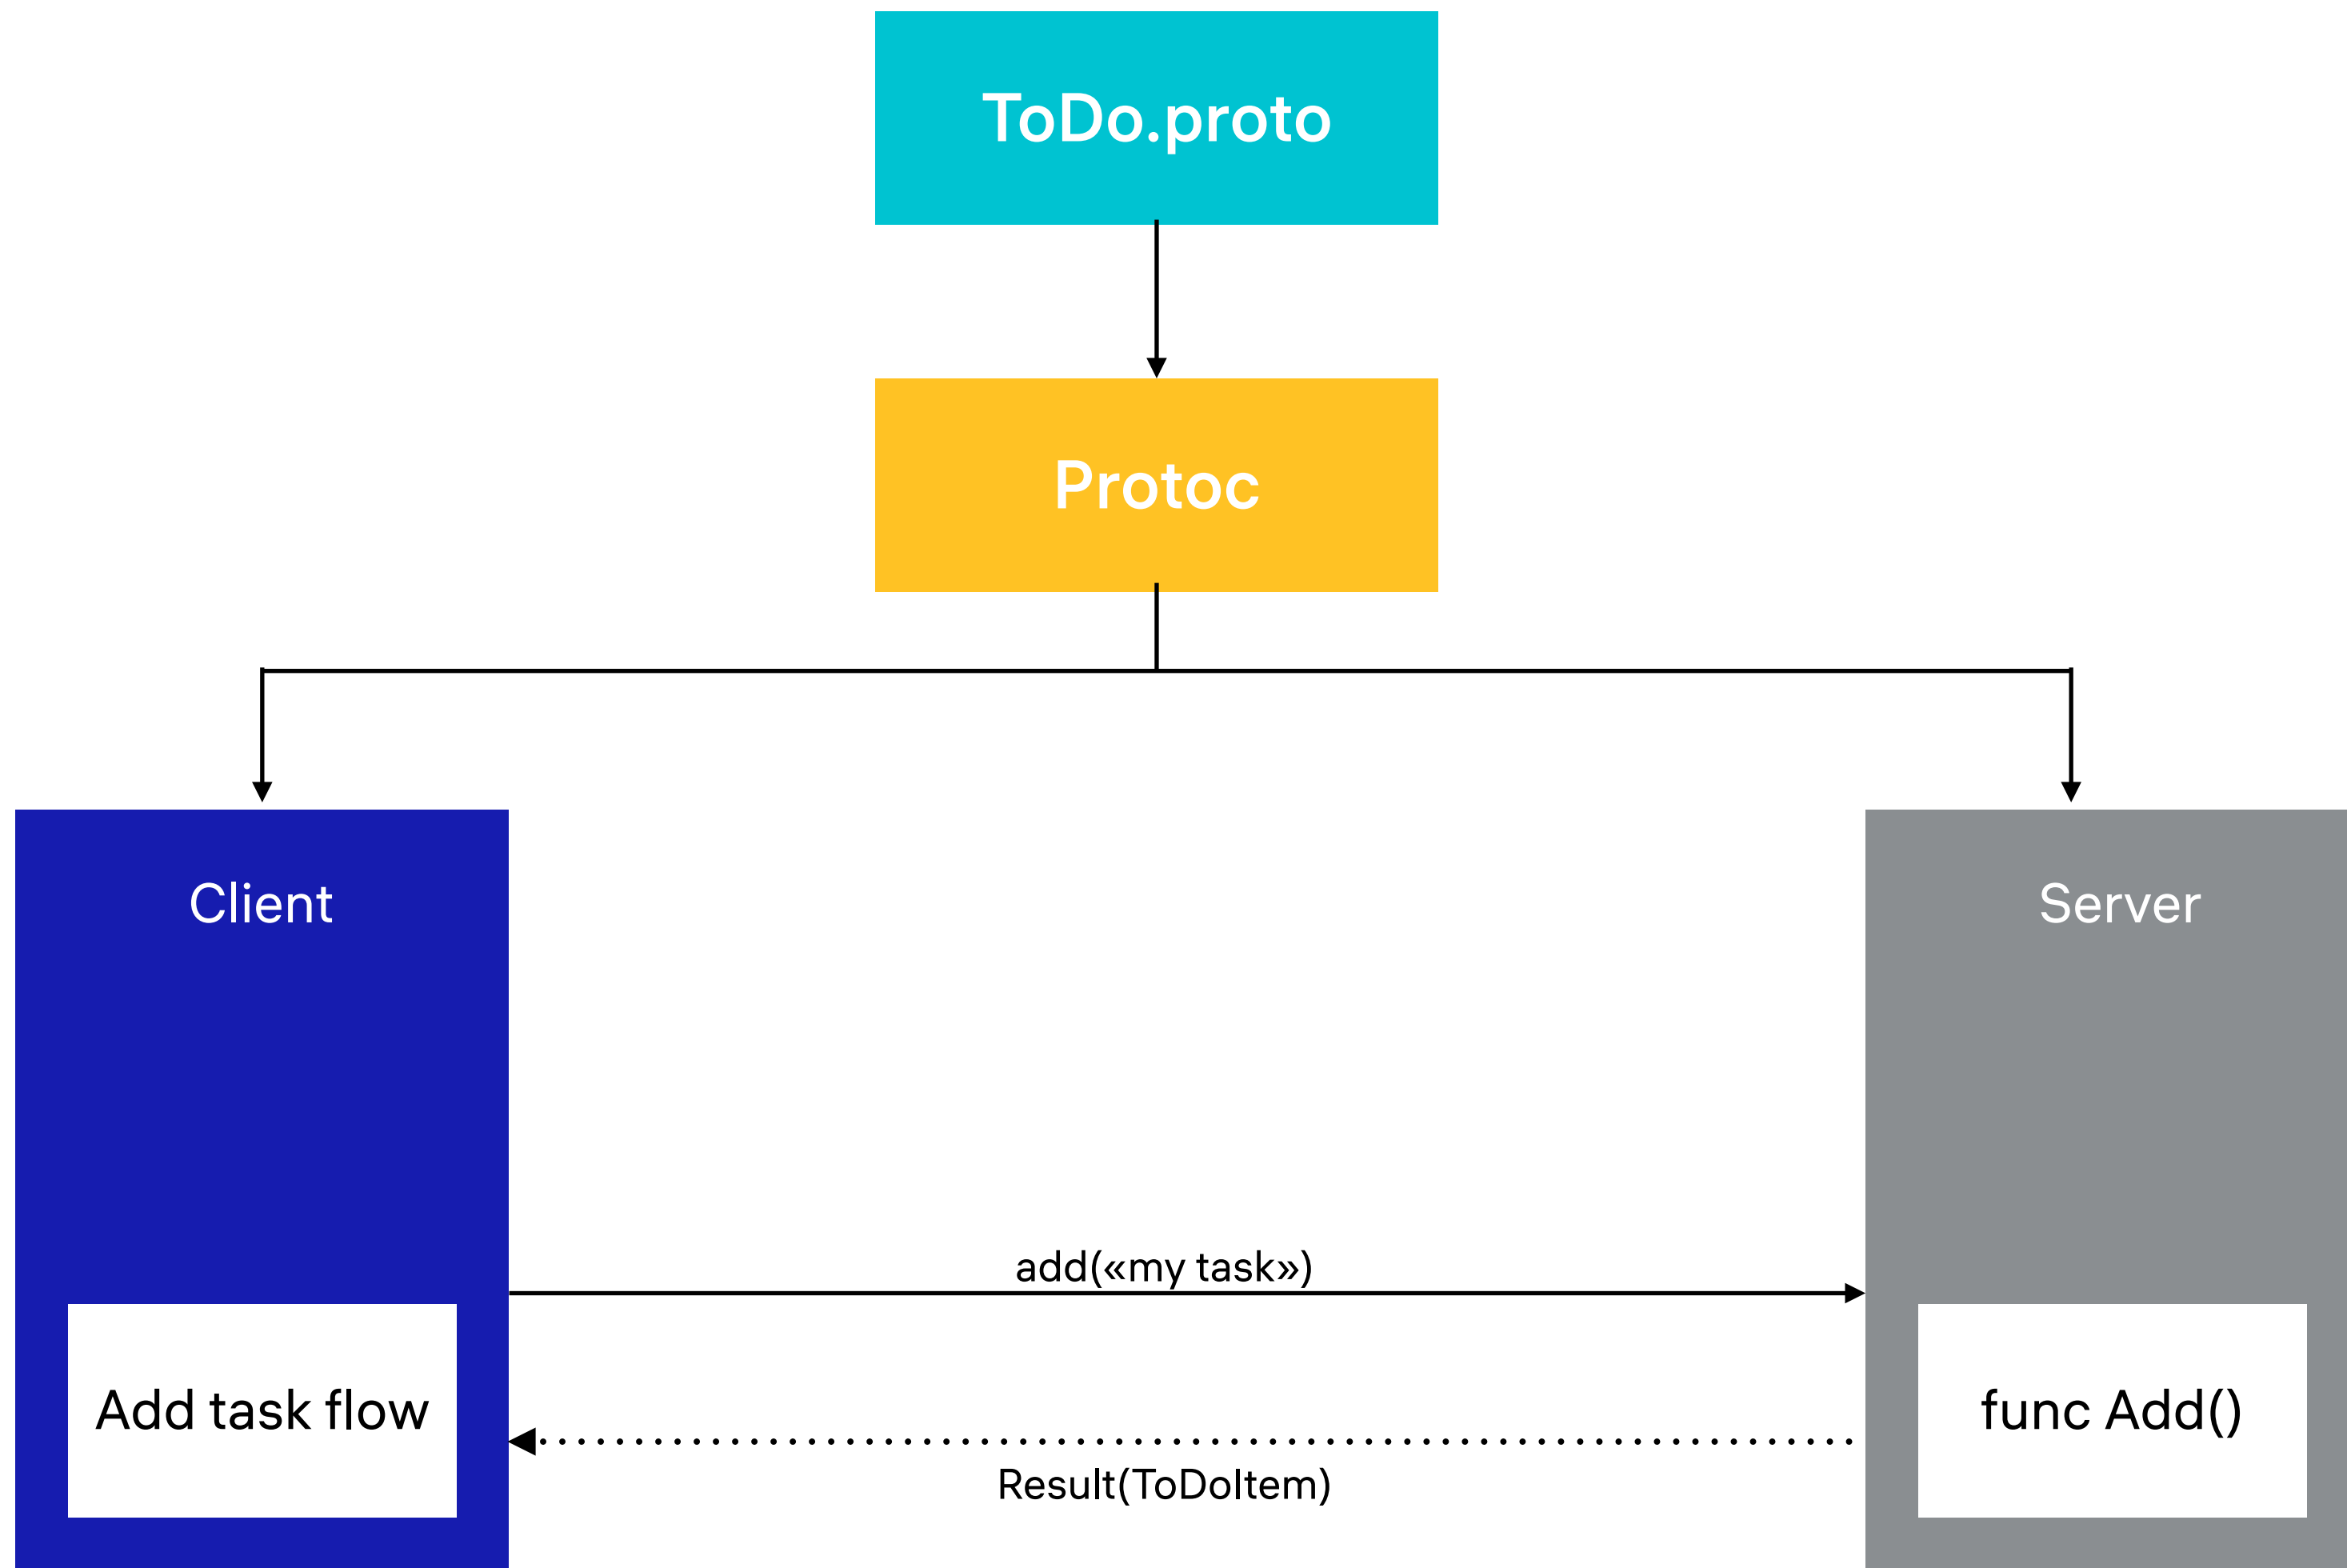 ToDo.proto
Protoc
Client
Server
add(«my task»)
Add task flow
func Add()
Result(ToDoItem)